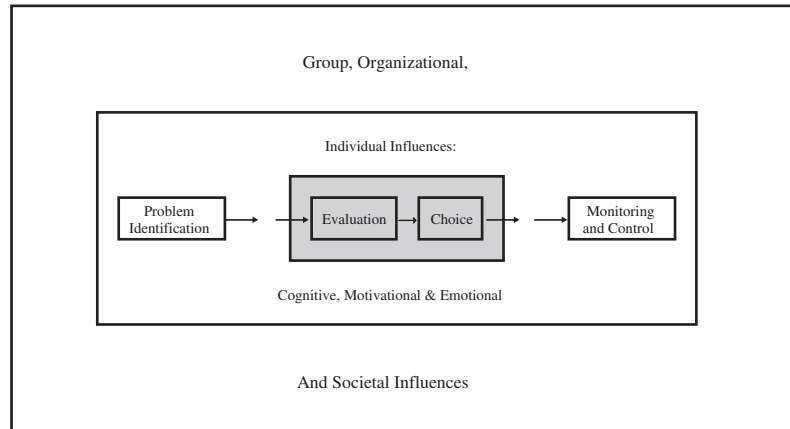 Group, Organizational,
Individual Influences:
Problem
Identification
Evaluation
Choice
Monitoring
and Control
Cognitive, Motivational & Emotional
And Societal Influences